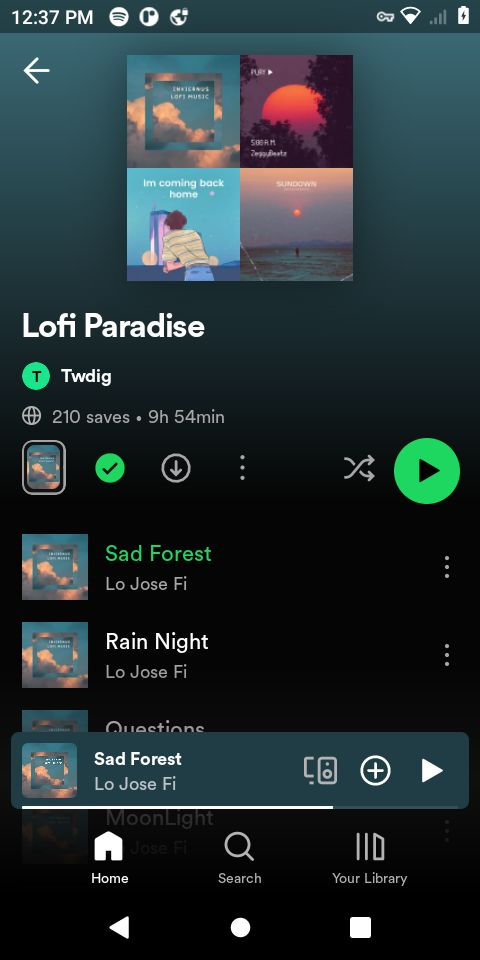 12:37 PM
INXIERNUS
LOFI MUSIC
PLAY
5:00 A.M.
ZeggyBeatz
Im coming back
home
SUNDOWN
Lofi Paradise
T Twdig
210 saves • 9h 54min
Sad Forest
Lo Jose Fi
Rain Night
Lo Jose Fi
Questions
Sad Forest
Lo Jose Fi
MoonLight
Jose Fi
Home
Search
Your Library